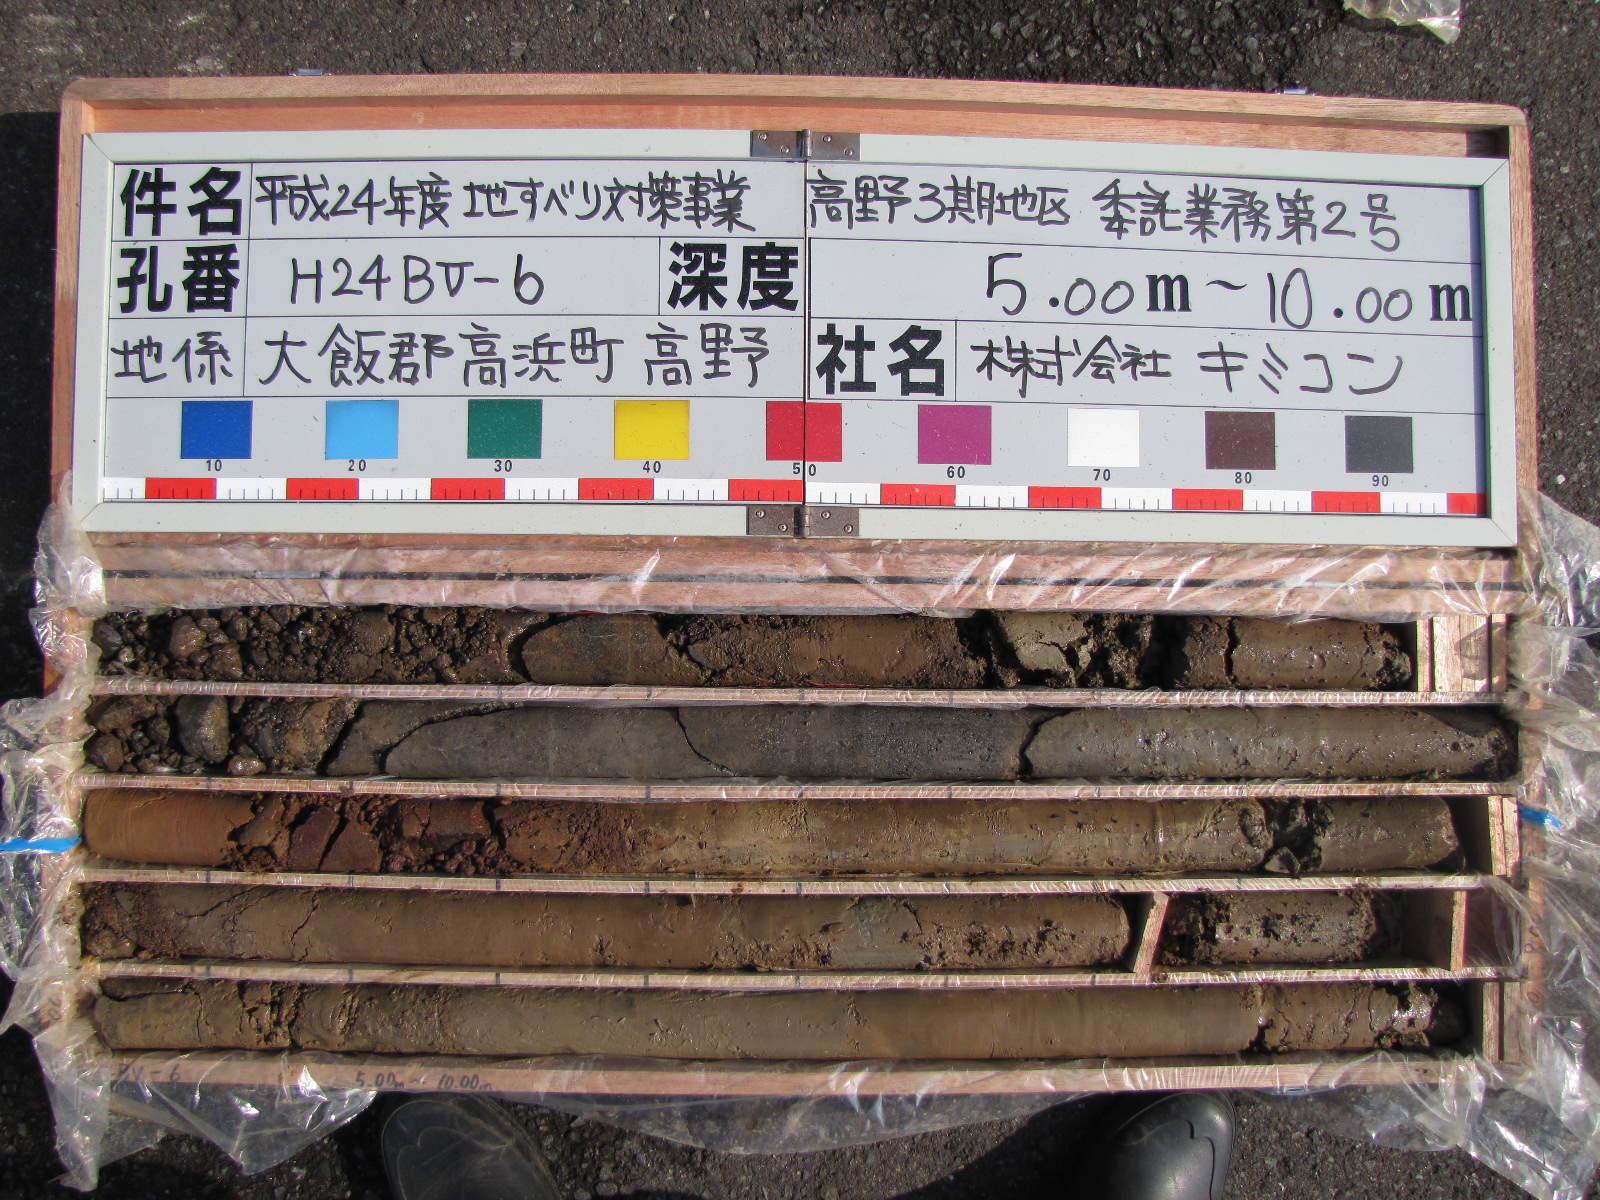 件名 平成24年度 地すべり対策事業 高野3期地区 委託業務第2号
孔番 H24BV-6 深度 5.00m~10.00m
地係 大飯郡高浜町 高野 社名 株式会社 キミコン
10 20 30 40 50 60 70 80 90
BV-6 5.00m~10.00m